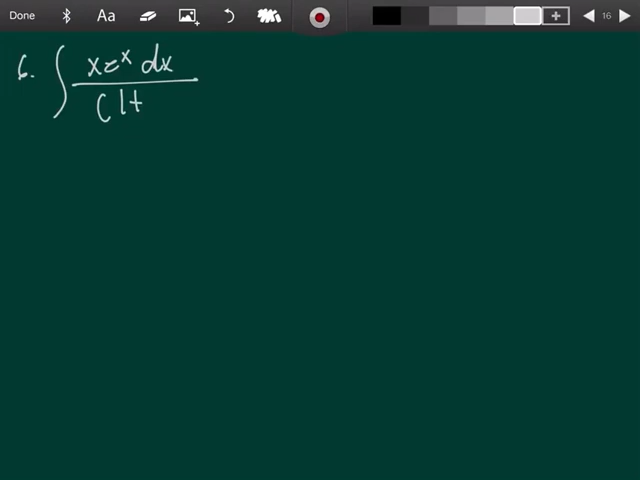 Done Aa 16
6. ∫ xe^x dx
(1+